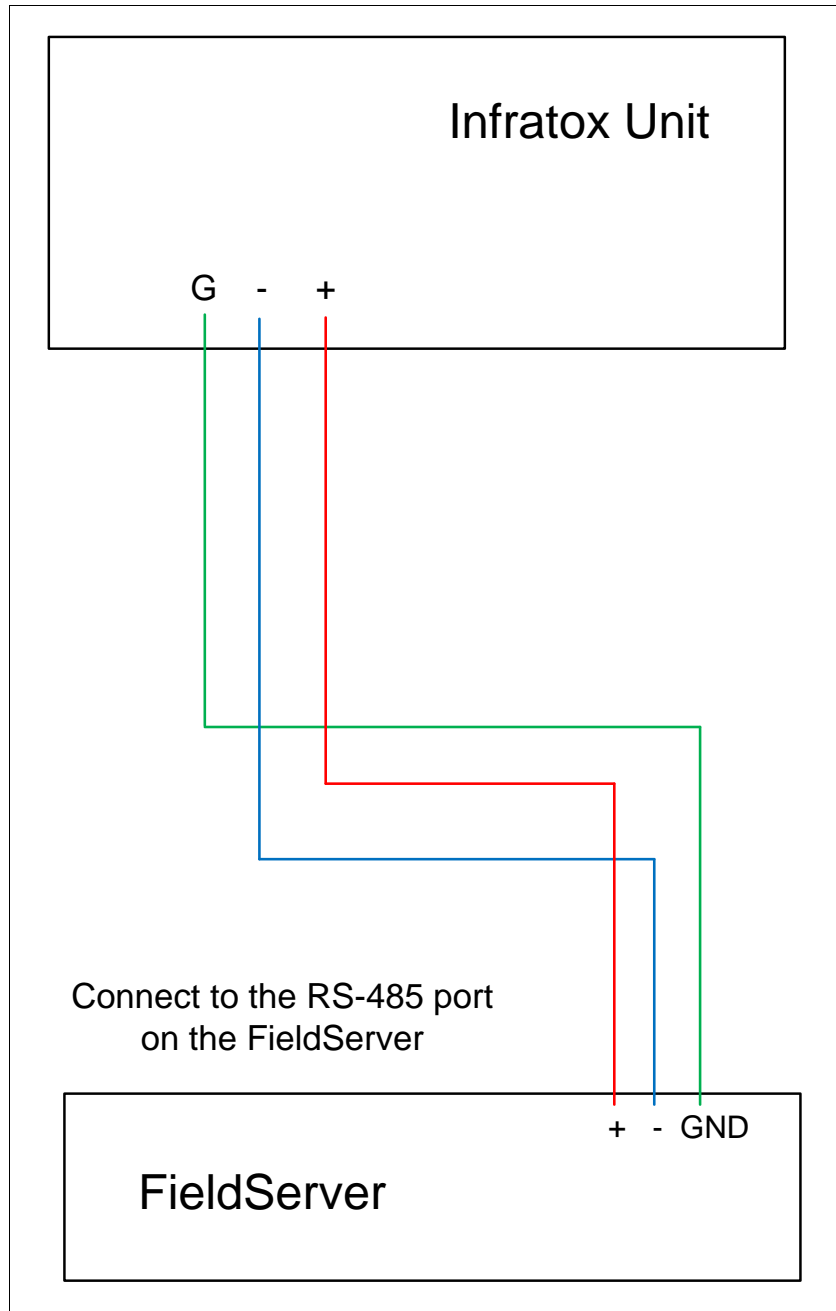 Infratox Unit
G - +
Connect to the RS-485 port
on the FieldServer
+ - GND
FieldServer